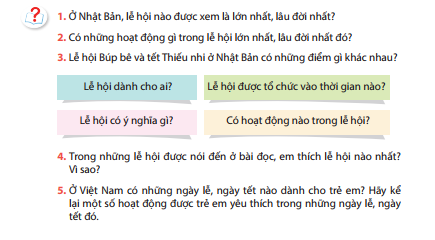 ?
1. Ở Nhật Bản, lễ hội nào được xem là lớn nhất, lâu đời nhất?
2. Có những hoạt động gì trong lễ hội lớn nhất, lâu đời đó?
3. Lễ hội Búp bê và tết Thiếu nhi ở Nhật Bản có những điểm gì khác nhau?
Lễ hội dành cho ai?
Lễ hội được tổ chức vào thời gian nào?
Lễ hội có ý nghĩa gì?
Có hoạt động nào trong lễ hội?
4. Trong những lễ hội được nói đến ở bài đọc, em thích lễ hội nào nhất?
Vì sao?
5. Ở Việt Nam có những ngày lễ, ngày tết nào dành cho trẻ em? Hãy kể
lại một số hoạt động được trẻ em yêu thích trong những ngày lễ, ngày
tết đó.